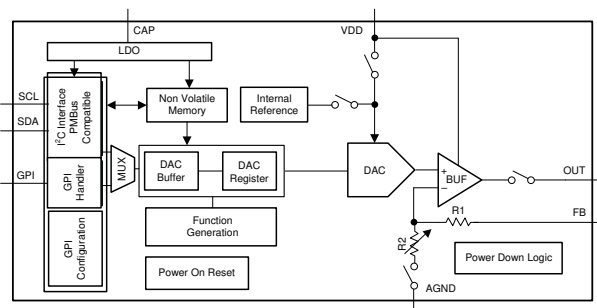 CAP
VDD
LDO
SCL
SDA
GPI
I²C Interface
PMBus
Compatible
Non Volatile
Memory
Internal
Reference
GPI
Handler
MUX
DAC
Buffer
DAC
Register
DAC
+
BUF
−
OUT
R1
FB
GPI
Configuration
Function
Generation
R2
Power On Reset
Power Down Logic
AGND